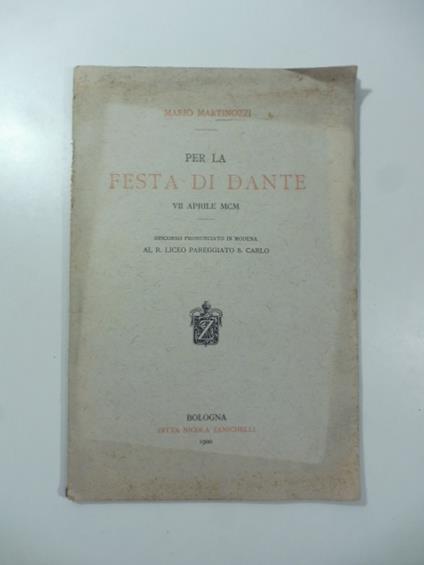 MARIO MARTINOZZI
PER LA
FESTA DI DANTE
VII APRILE MCM
DISCORSO PRONUNCIATO IN MODENA
AL R. LICEO PAREGGIATO S. CARLO
Z
BOLOGNA
DITTA NICOLA ZANICHELLI
1900